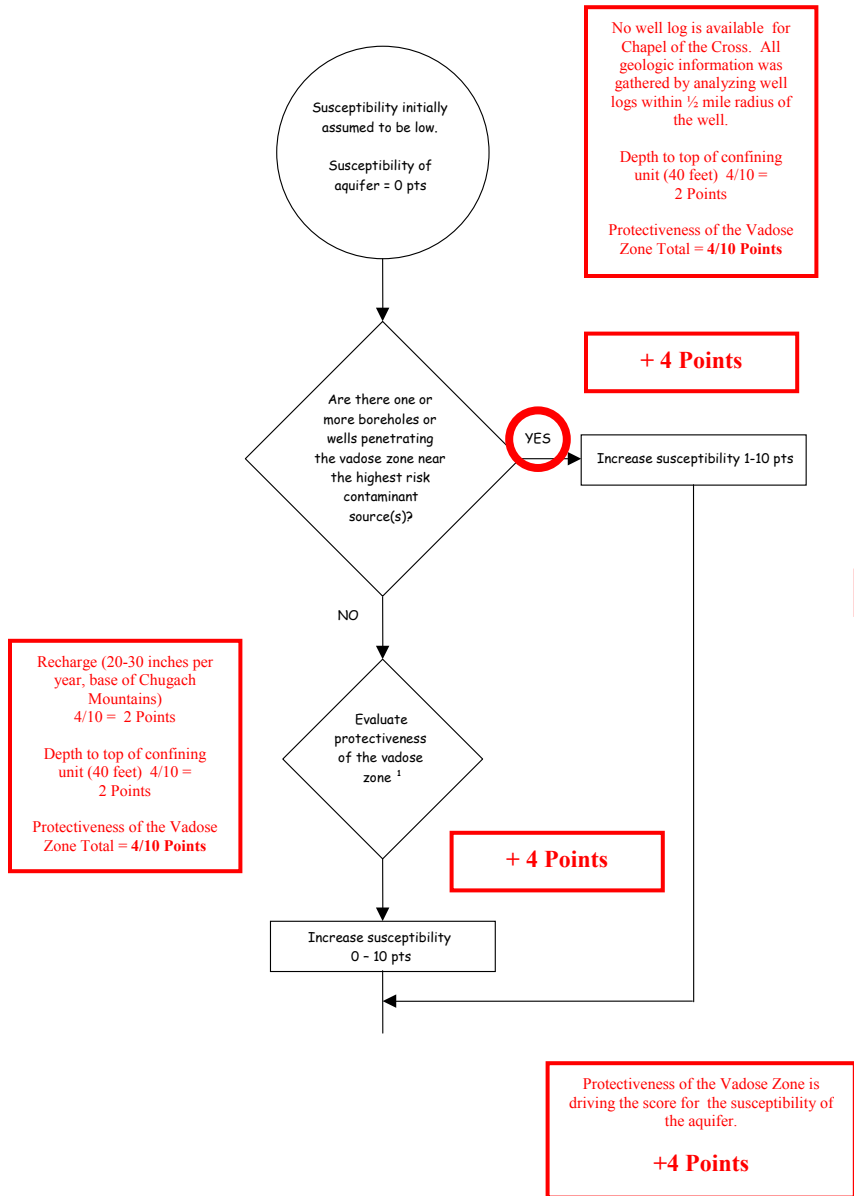 No well log is available for
Chapel of the Cross. All
geologic information was
gathered by analyzing well
logs within ½ mile radius of
the well.
Depth to top of confining
unit (40 feet) 4/10 =
2 Points
Protectiveness of the Vadose
Zone Total = 4/10 Points
Susceptibility initially
assumed to be low.
Susceptibility of
aquifer = 0 pts
+ 4 Points
Are there one or
more boreholes or
wells penetrating
the vadose zone near
the highest risk
contaminant
source(s)?
YES
Increase susceptibility 1-10 pts
NO
Recharge (20-30 inches per
year, base of Chugach
Mountains)
4/10 = 2 Points
Depth to top of confining
unit (40 feet) 4/10 =
2 Points
Protectiveness of the Vadose
Zone Total = 4/10 Points
Evaluate
protectiveness
of the vadose
zone ¹
+ 4 Points
Increase susceptibility
0 – 10 pts
Protectiveness of the Vadose Zone is
driving the score for the susceptibility of
the aquifer.
+4 Points